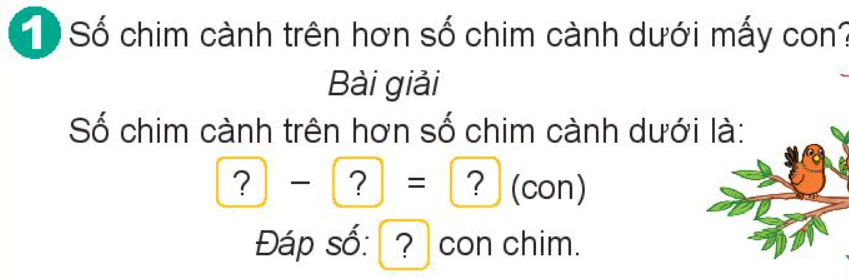 1 Số chim cành trên hơn số chim cành dưới mấy con?
Bài giải
Số chim cành trên hơn số chim cành dưới là:
? – ? = ? (con)
Đáp số: ? con chim.